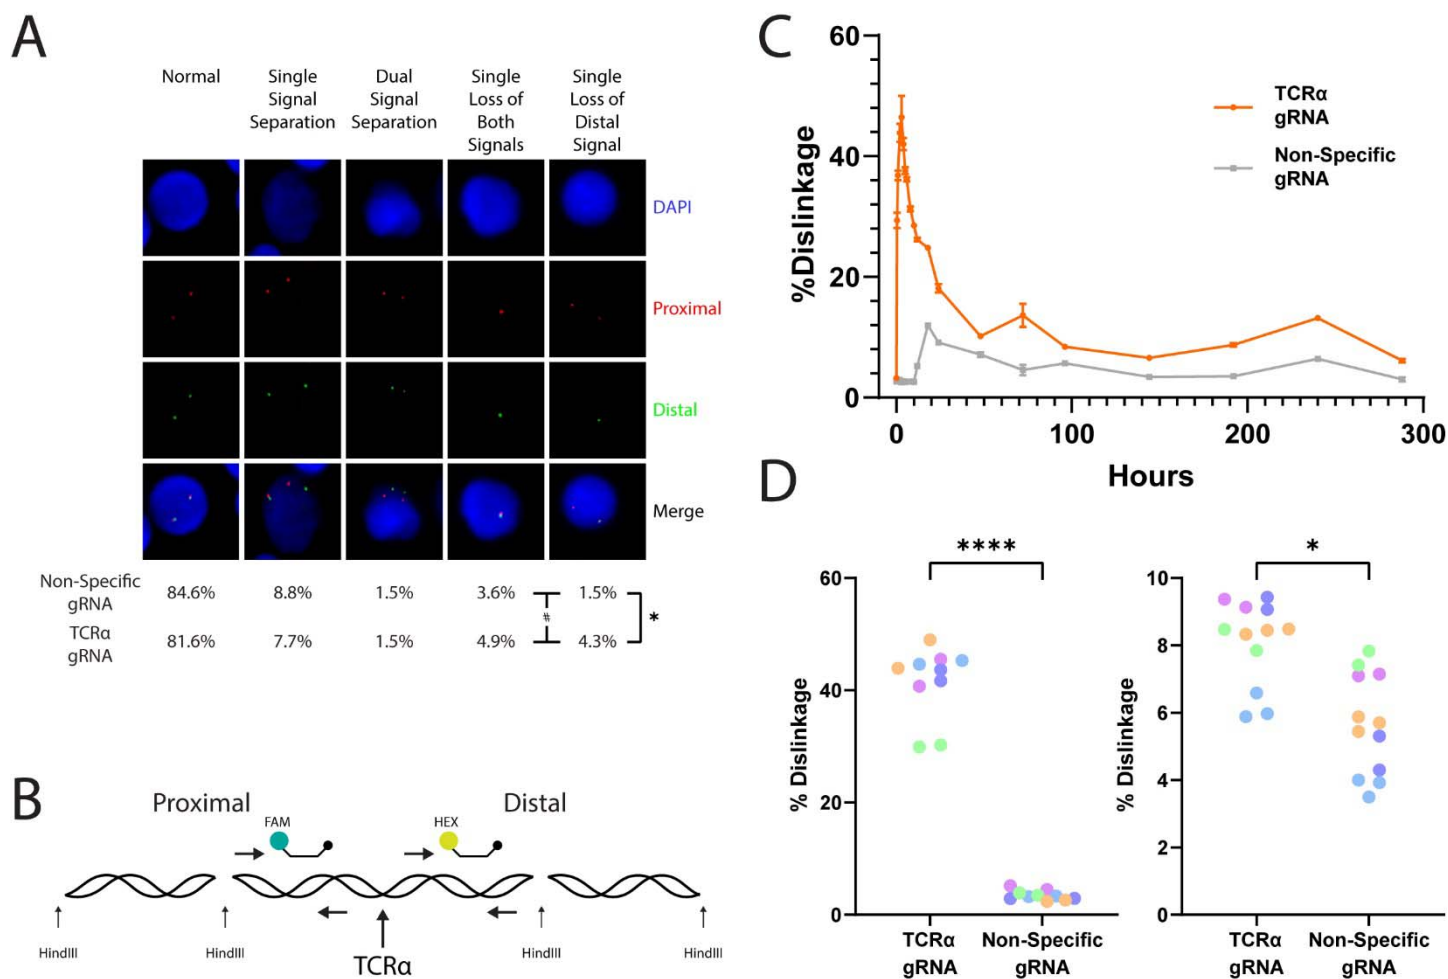 A
Normal
Single
Signal
Separation
Dual
Signal
Separation
Single
Loss of
Both
Signals
Single
Loss of
Distal
Signal
DAPI
Proximal
Distal
Merge
Non-Specific
gRNA
84.6%
8.8%
1.5%
3.6%
1.5%
#
*
TCRα
gRNA
81.6%
7.7%
1.5%
4.9%
4.3%
B
Proximal
Distal
FAM
HEX
HindIII
HindIII
TCRα
HindIII
HindIII
C
%Dislinkage
60
40
20
0
0
100
200
300
Hours
TCRα
gRNA
Non-Specific
gRNA
D
% Dislinkage
60
40
20
0
****
TCRα
gRNA
Non-Specific
gRNA
% Dislinkage
10
8
6
4
2
0
*
TCRα
gRNA
Non-Specific
gRNA